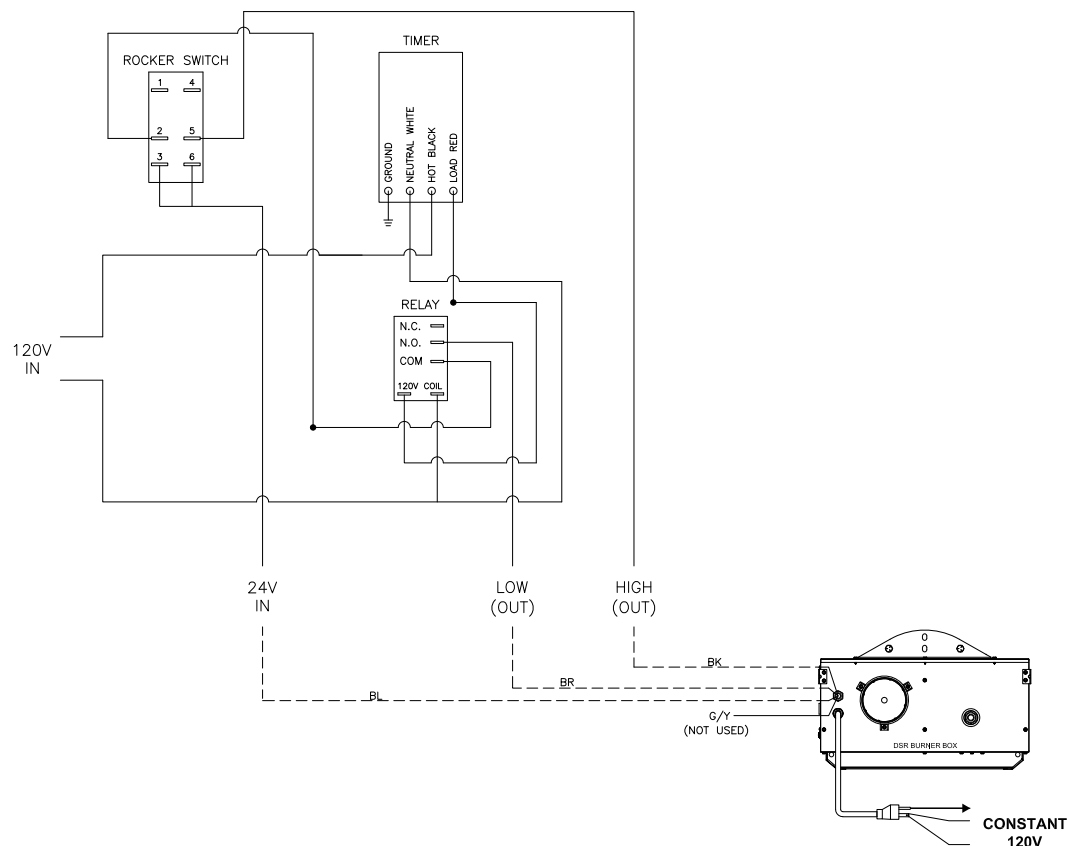 TIMER
ROCKER SWITCH
1 4
2 5
3 6
GROUND
NEUTRAL WHITE
HOT BLACK
LOAD RED
RELAY
N.C.
N.O.
COM
120V COIL
120V
IN
24V
IN
LOW
(OUT)
HIGH
(OUT)
BK
BR
BL
G/Y
(NOT USED)
DSR BURNER BOX
CONSTANT
120V